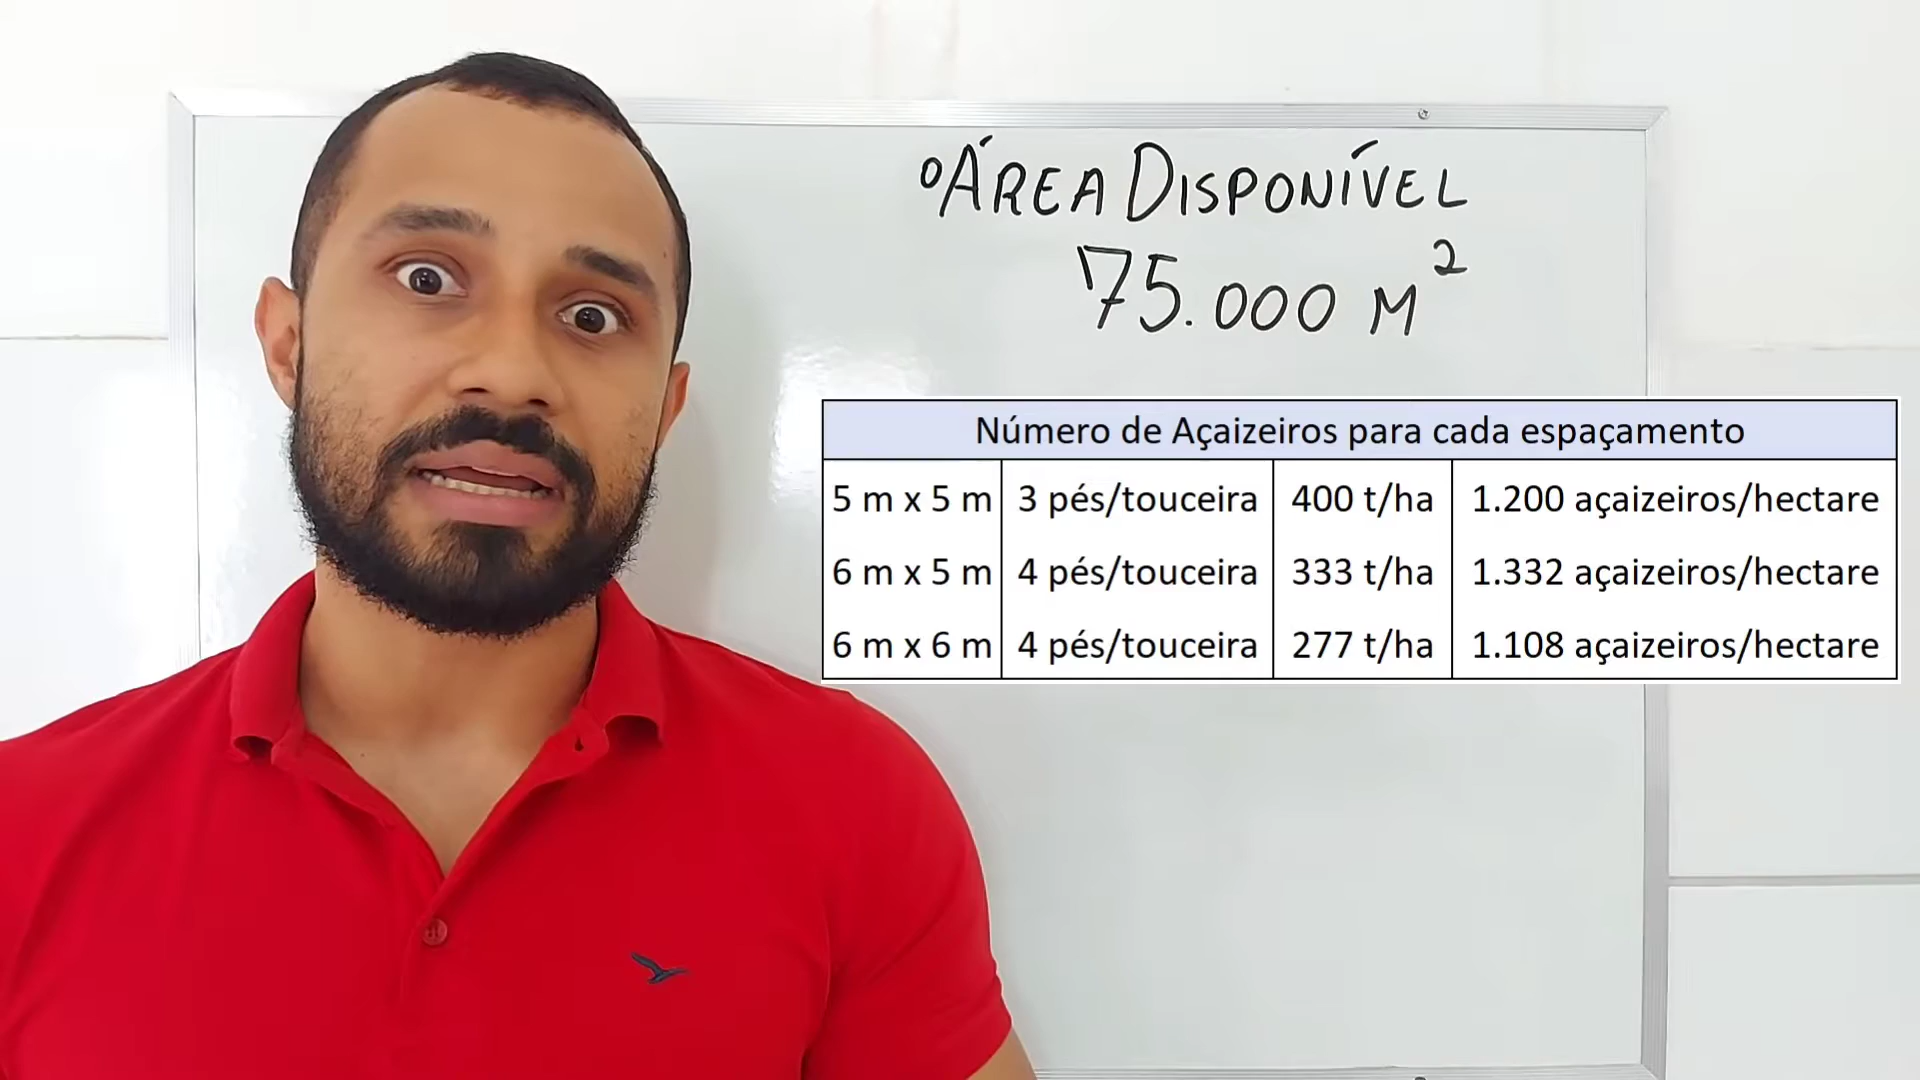 ÁREA DISPONÍVEL
75.000 M²
Número de Açaizeiros para cada espaçamento
5 m x 5 m 3 pés/touceira 400 t/ha 1.200 açaizeiros/hectare
6 m x 5 m 4 pés/touceira 333 t/ha 1.332 açaizeiros/hectare
6 m x 6 m 4 pés/touceira 277 t/ha 1.108 açaizeiros/hectare